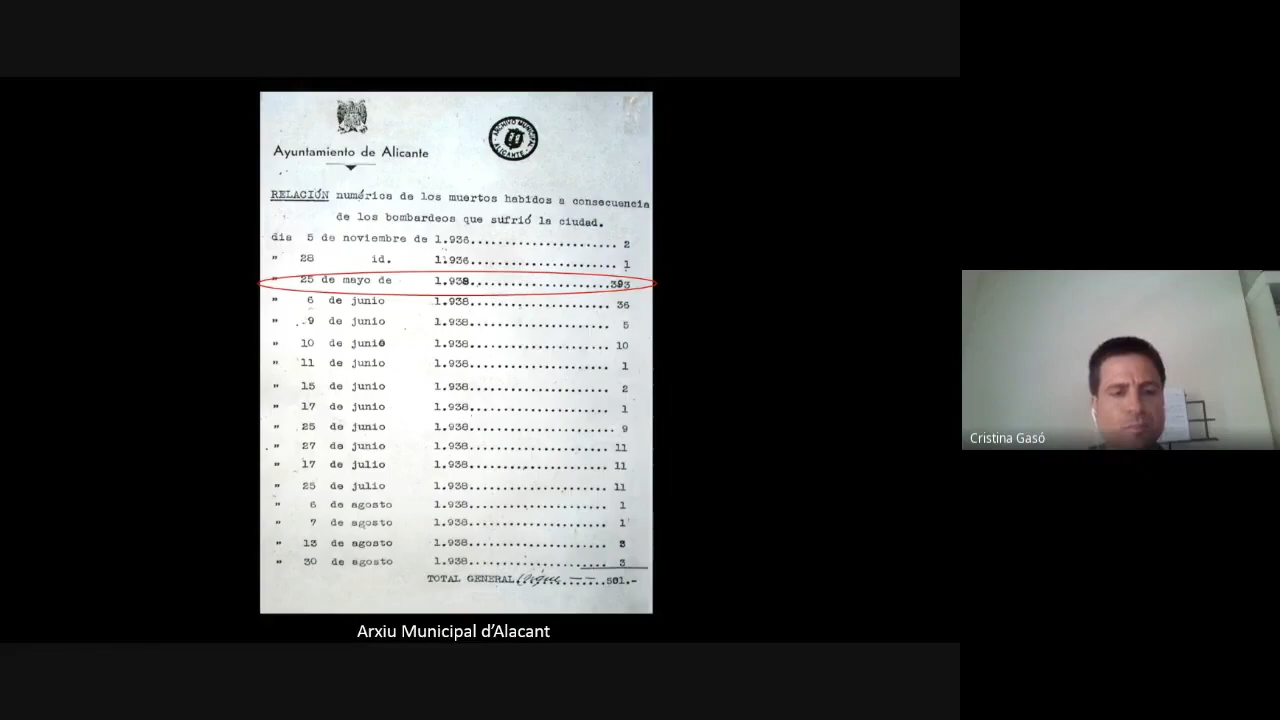 Ayuntamiento de Alicante
ARCHIVO MUNICIPAL
ALICANTE
RELACIÓN numérica de los muertos habidos a consecuencia
de los bombardeos que sufrió la ciudad.
dia 5 de noviembre de 1.936...................... 2
" 28 id. 1.936...................... 1
" 25 de mayo de 1.938......................393
" 6 de junio 1.938...................... 36
" 9 de junio 1.938...................... 5
" 10 de junio 1.938...................... 10
" 11 de junio 1.938...................... 1
" 15 de junio 1.938...................... 2
" 17 de junio 1.938...................... 1
" 25 de junio 1.938...................... 9
" 27 de junio 1.938...................... 11
" 17 de julio 1.938...................... 11
" 25 de julio 1.938...................... 11
" 6 de agosto 1.938...................... 1
" 7 de agosto 1.938...................... 1
" 13 de agosto 1.938...................... 3
" 30 de agosto 1.938...................... 3
TOTAL GENERAL ........501.-
Arxiu Municipal d’Alacant
Cristina Gasó